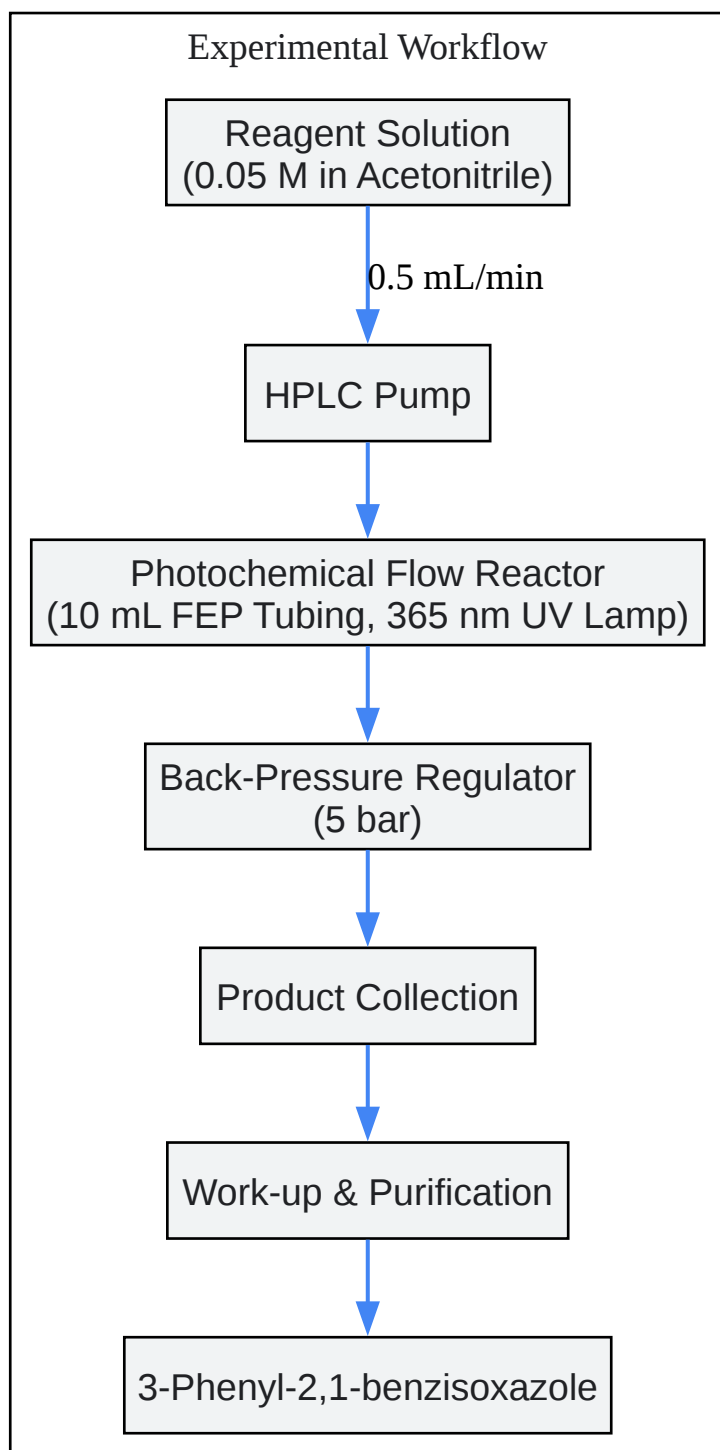 Experimental Workflow
Reagent Solution
(0.05 M in Acetonitrile)
0.5 mL/min
HPLC Pump
Photochemical Flow Reactor
(10 mL FEP Tubing, 365 nm UV Lamp)
Back-Pressure Regulator
(5 bar)
Product Collection
Work-up & Purification
3-Phenyl-2,1-benzisoxazole